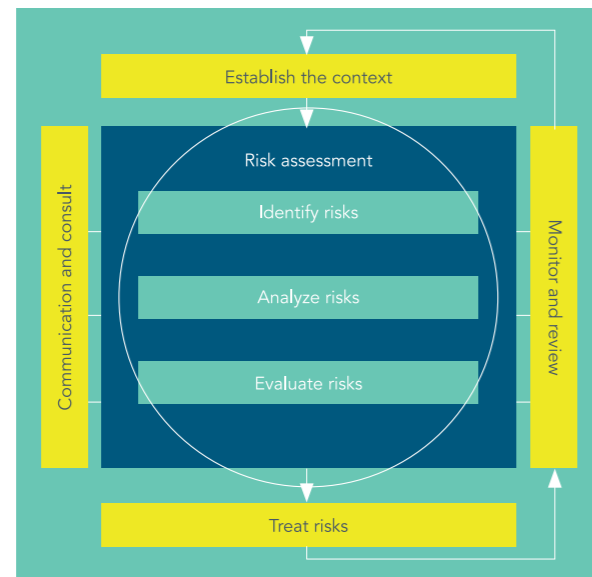 Establish the context
Risk assessment
Identify risks
Analyze risks
Evaluate risks
Treat risks
Communication and consult
Monitor and review